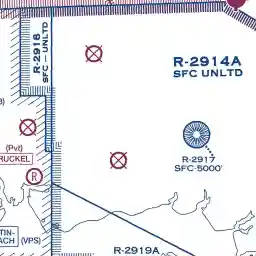 R-2918
SFC - UNLTD
R-2914A
SFC UNLTD
(Pvt)
RUCKEL
R
R-2917
SFC-5000'
TIN-
ACH
(VPS)
R-2919A